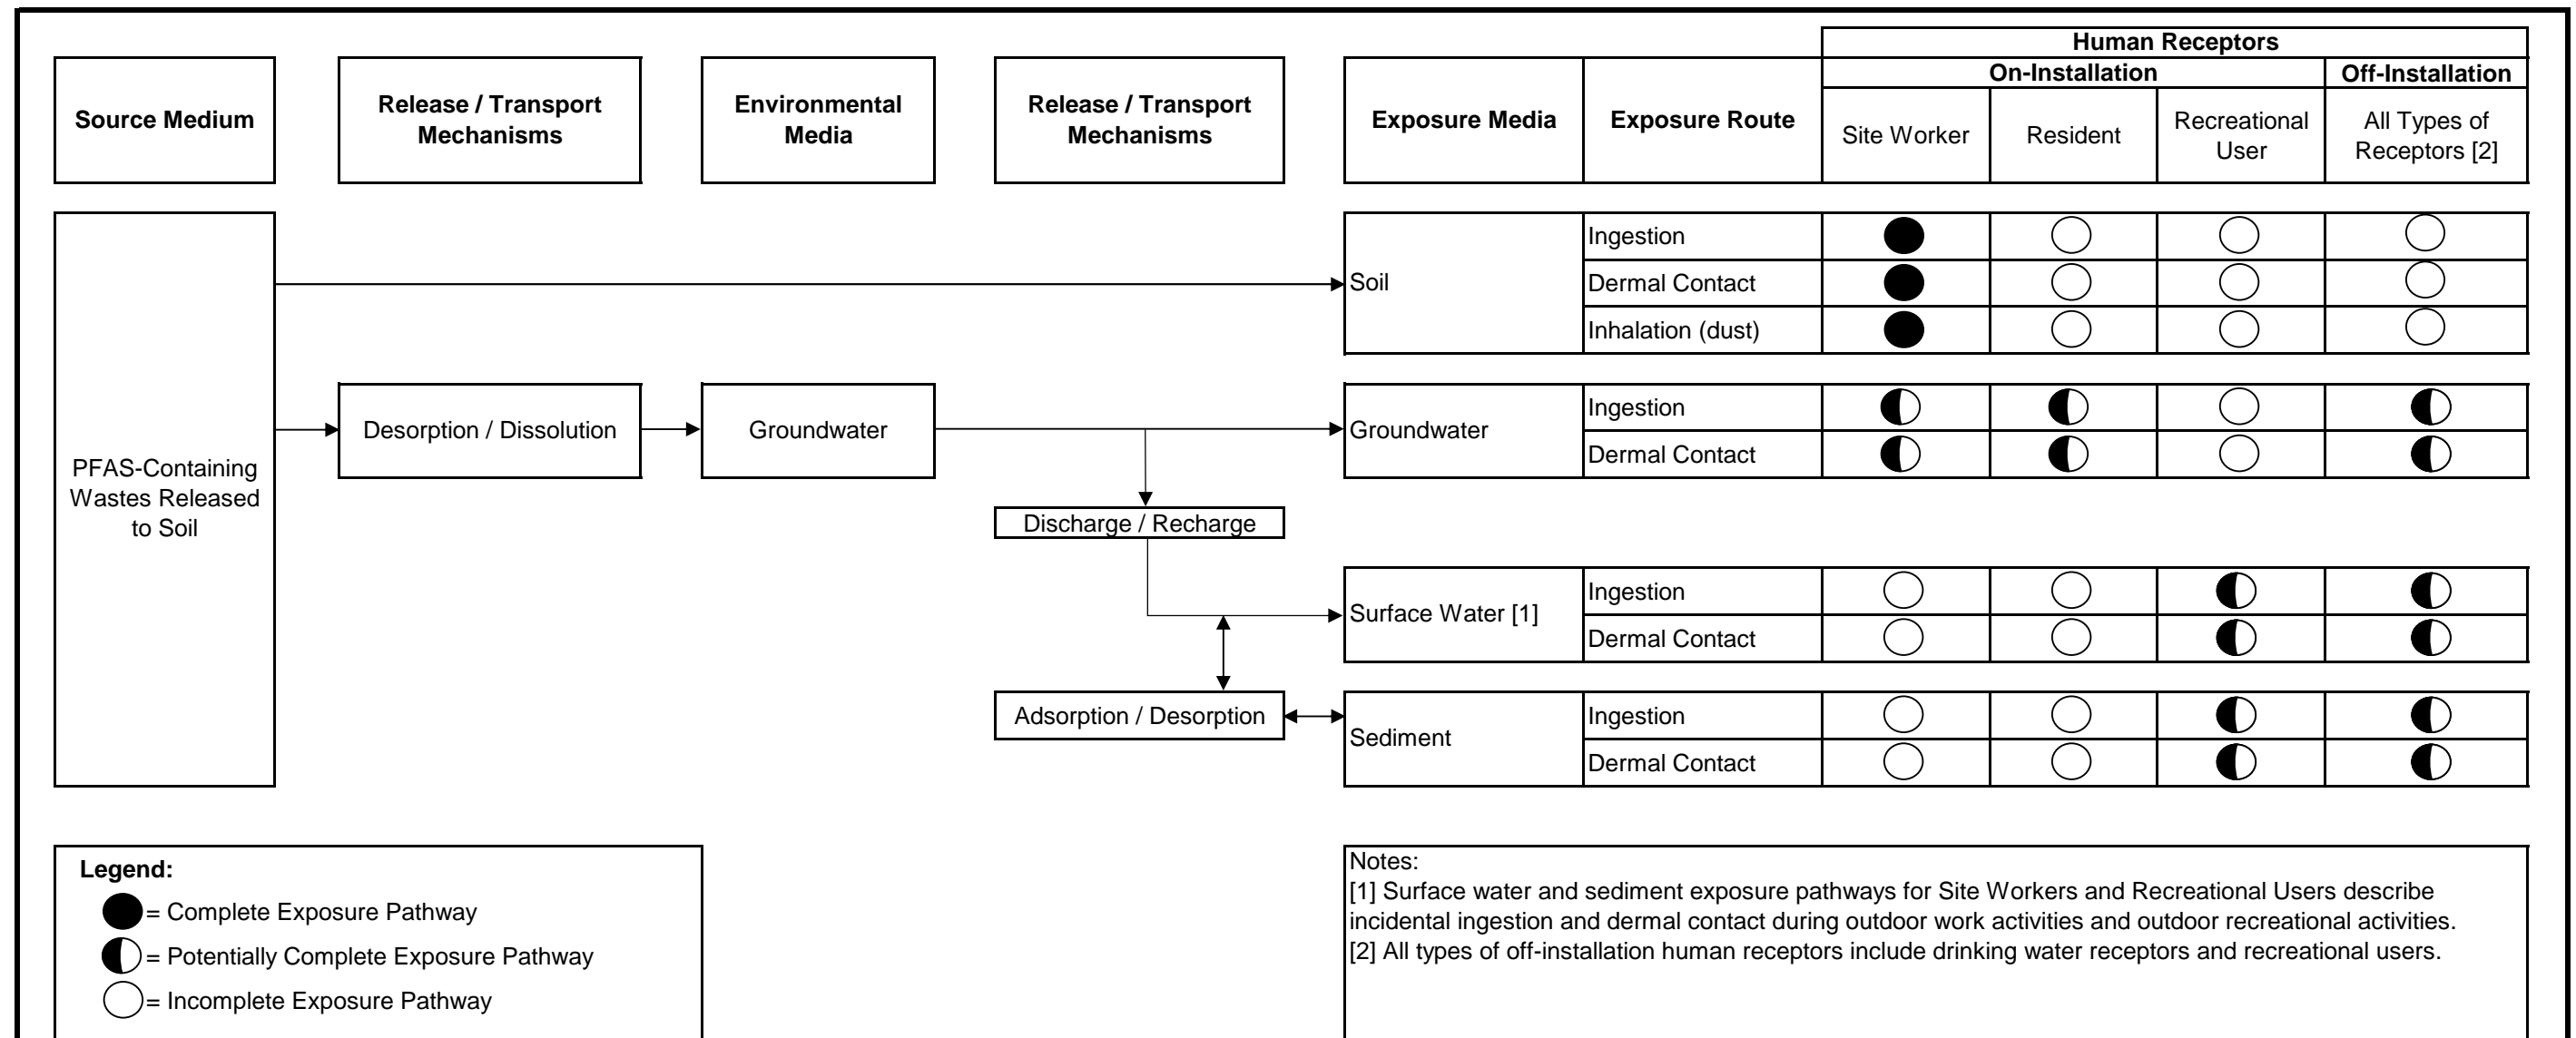 Human Receptors
On-Installation
Off-Installation
Source Medium
Release / Transport
Mechanisms
Environmental
Media
Release / Transport
Mechanisms
Exposure Media
Exposure Route
Site Worker
Resident
Recreational
User
All Types of
Receptors [2]
PFAS-Containing
Wastes Released
to Soil
Soil
Ingestion
Dermal Contact
Inhalation (dust)
Desorption / Dissolution
Groundwater
Groundwater
Ingestion
Dermal Contact
Discharge / Recharge
Surface Water [1]
Ingestion
Dermal Contact
Adsorption / Desorption
Sediment
Ingestion
Dermal Contact
Legend:
= Complete Exposure Pathway
= Potentially Complete Exposure Pathway
= Incomplete Exposure Pathway
Notes:
[1] Surface water and sediment exposure pathways for Site Workers and Recreational Users describe
incidental ingestion and dermal contact during outdoor work activities and outdoor recreational activities.
[2] All types of off-installation human receptors include drinking water receptors and recreational users.